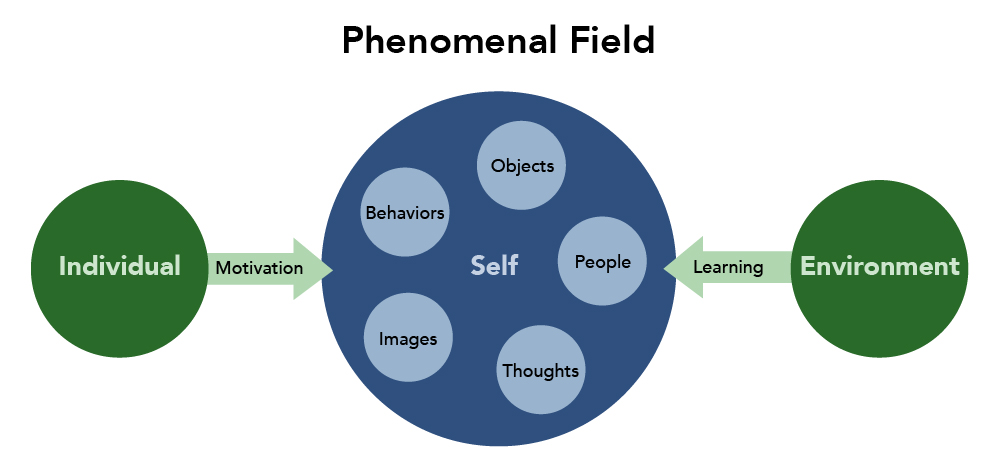 Phenomenal Field
Objects
Behaviors
Individual
Motivation
Self
People
Learning
Environment
Images
Thoughts